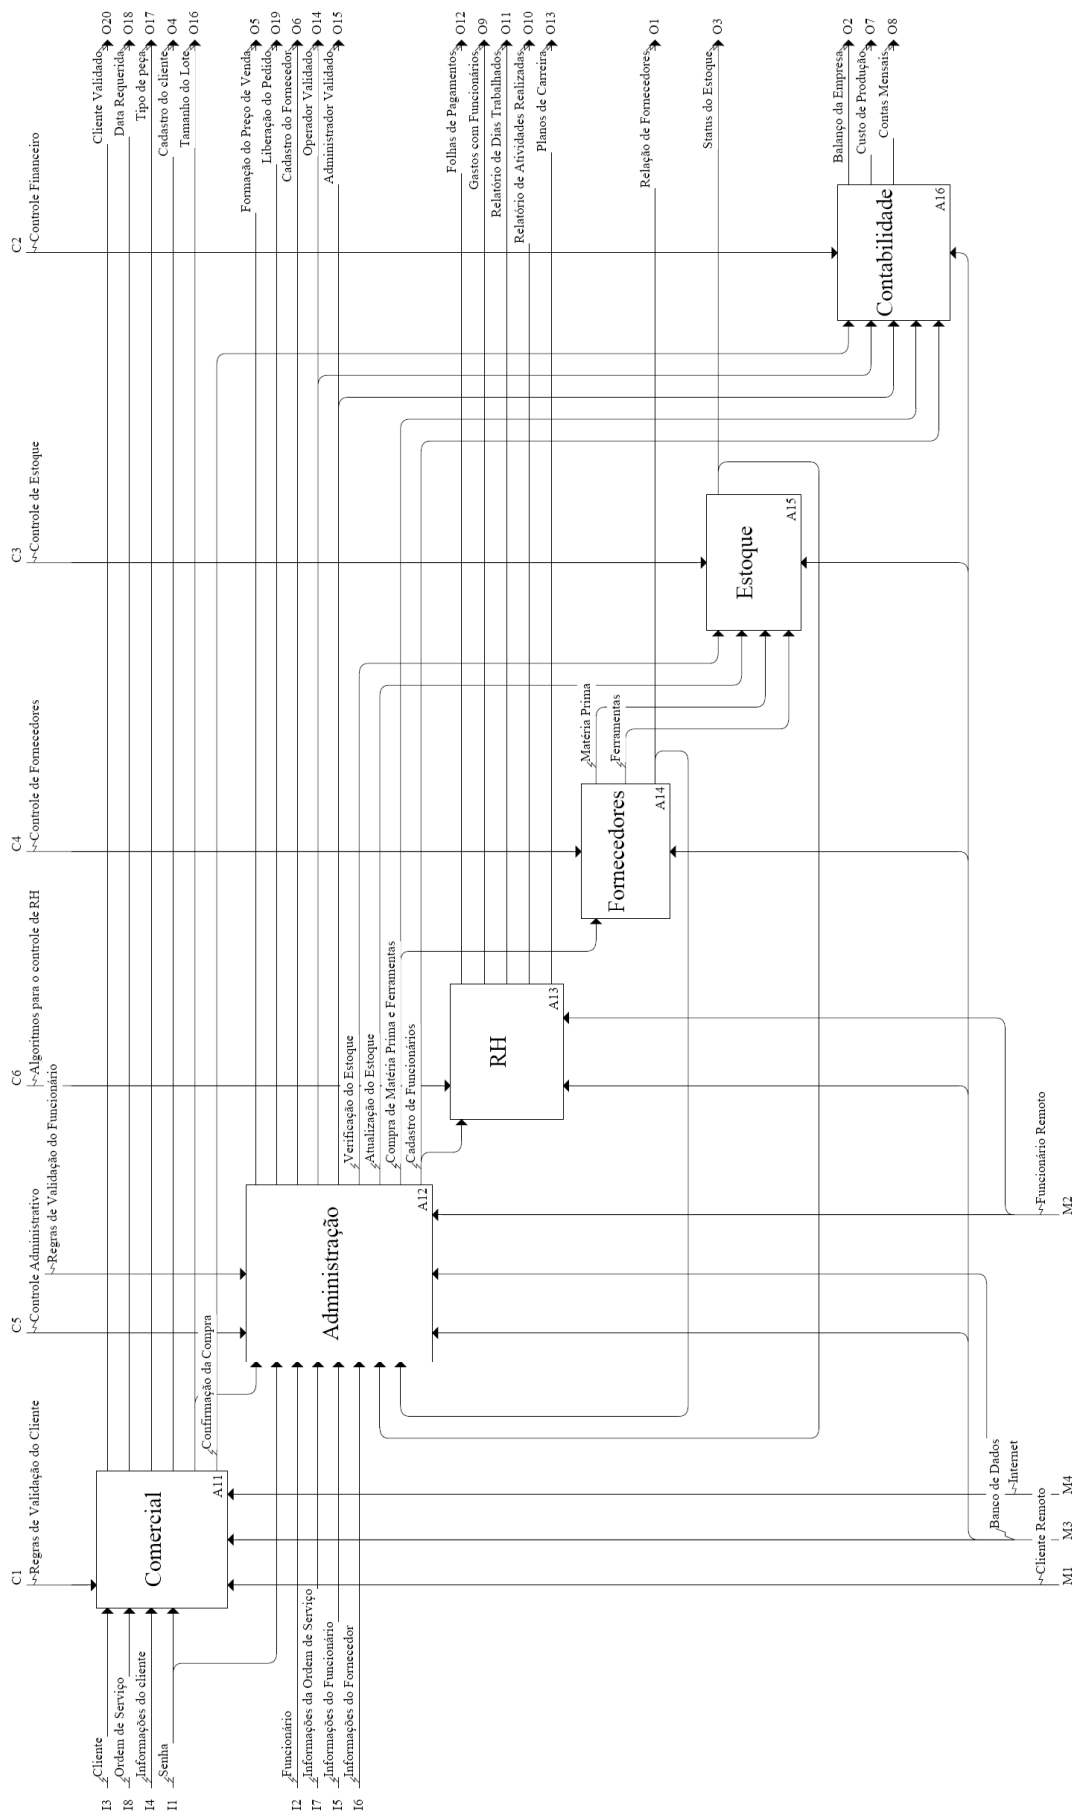 C1
Regras de Validação do Cliente
C5
Controle Administrativo
Regras de Validação do Funcionário
C6
Algoritmos para o controle de RH
C4
Controle de Fornecedores
C3
Controle de Estoque
C2
Controle Financeiro
I3
Cliente
I8
Ordem de Serviço
I4
Informações do cliente
I1
Senha
I2
Funcionário
I7
Informações da Ordem de Serviço
I5
Informações do Funcionário
I6
Informações do Fornecedor
Comercial
A11
Confirmação da Compra
Administração
A12
Verificação do Estoque
Atualização do Estoque
Compra de Matéria Prima e Ferramentas
Cadastro de Funcionários
RH
A13
Fornecedores
A14
Matéria Prima
Ferramentas
Estoque
A15
Contabilidade
A16
Cliente Validado
O20
Data Requerida
O18
Tipo de peça
O17
Cadastro do cliente
O4
Tamanho do Lote
O16
Formação do Preço de Venda
O5
Liberação do Pedido
O19
Cadastro do Fornecedor
O6
Operador Validado
O14
Administrador Validado
O15
Folhas de Pagamentos
O12
Gastos com Funcionários
O9
Relatório de Dias Trabalhados
O11
Relatório de Atividades Realizadas
O10
Planos de Carreira
O13
Relação de Fornecedores
O1
Status do Estoque
O3
Balanço da Empresa
O2
Custo de Produção
O7
Contas Mensais
O8
Banco de Dados
Internet
Cliente Remoto
Funcionário Remoto
M1
M3
M4
M2